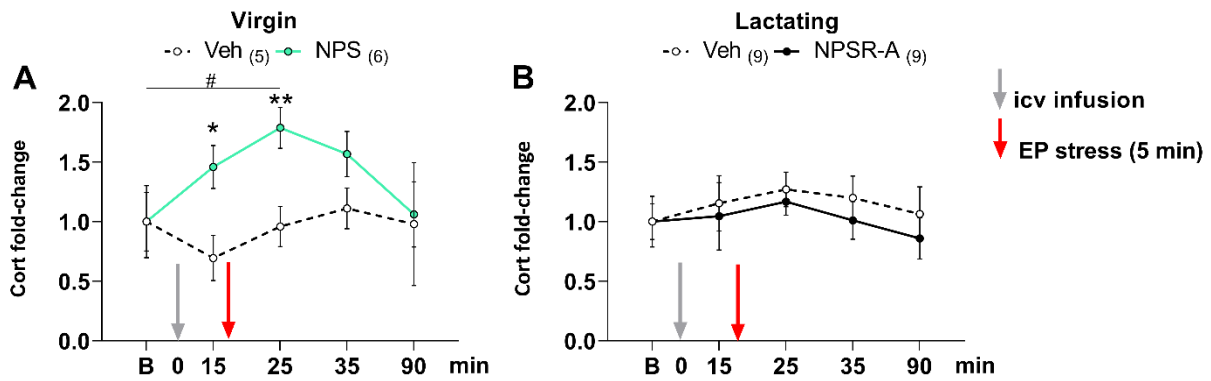 Virgin
Veh (5) NPS (6)
A
#
*
**
Cort fold-change
2.0
1.5
1.0
0.5
0.0
B 0 15 25 35 90 min
Lactating
Veh (9) NPSR-A (9)
B
Cort fold-change
2.0
1.5
1.0
0.5
0.0
B 0 15 25 35 90 min
icv infusion
EP stress (5 min)